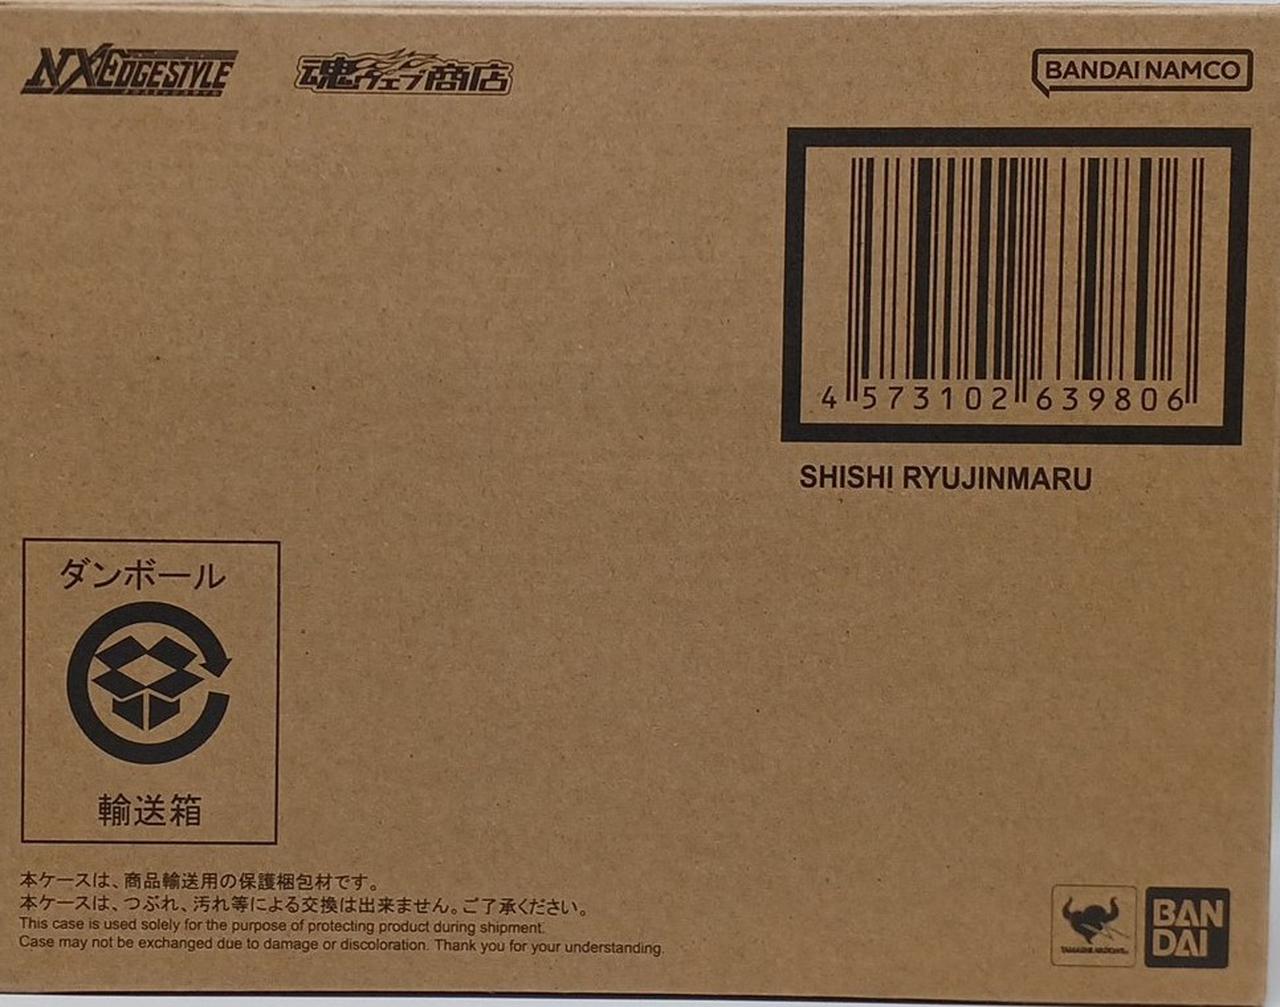 NXEDGESTYLE
魂ウェブ商店
BANDAI NAMCO
4 573102 639806
SHISHI RYUJINMARU
ダンボール
輸送箱
本ケースは、商品輸送用の保護梱包材です。
本ケースは、つぶれ、汚れ等による交換は出来ません。ご了承ください。
This case is used solely for the purpose of protecting product during shipment.
Case may not be exchanged due to damage or discoloration. Thank you for your understanding.
TAMASHII NATIONS
BAN
DAI